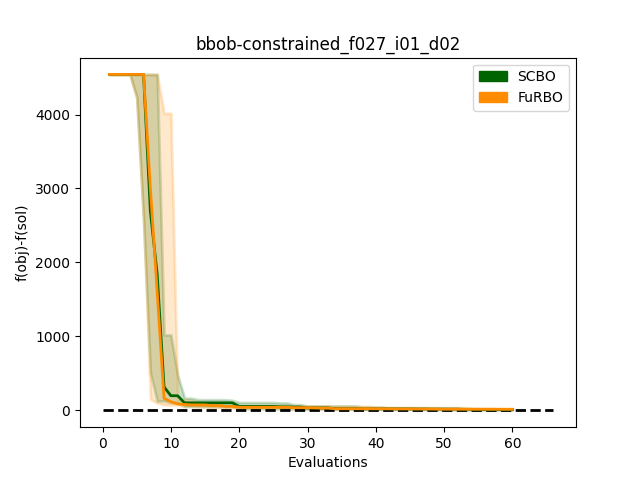 bbob-constrained_f027_i01_d02
SCBO
FuRBO
f(obj)-f(sol)
4000
3000
2000
1000
0
0 10 20 30 40 50 60
Evaluations